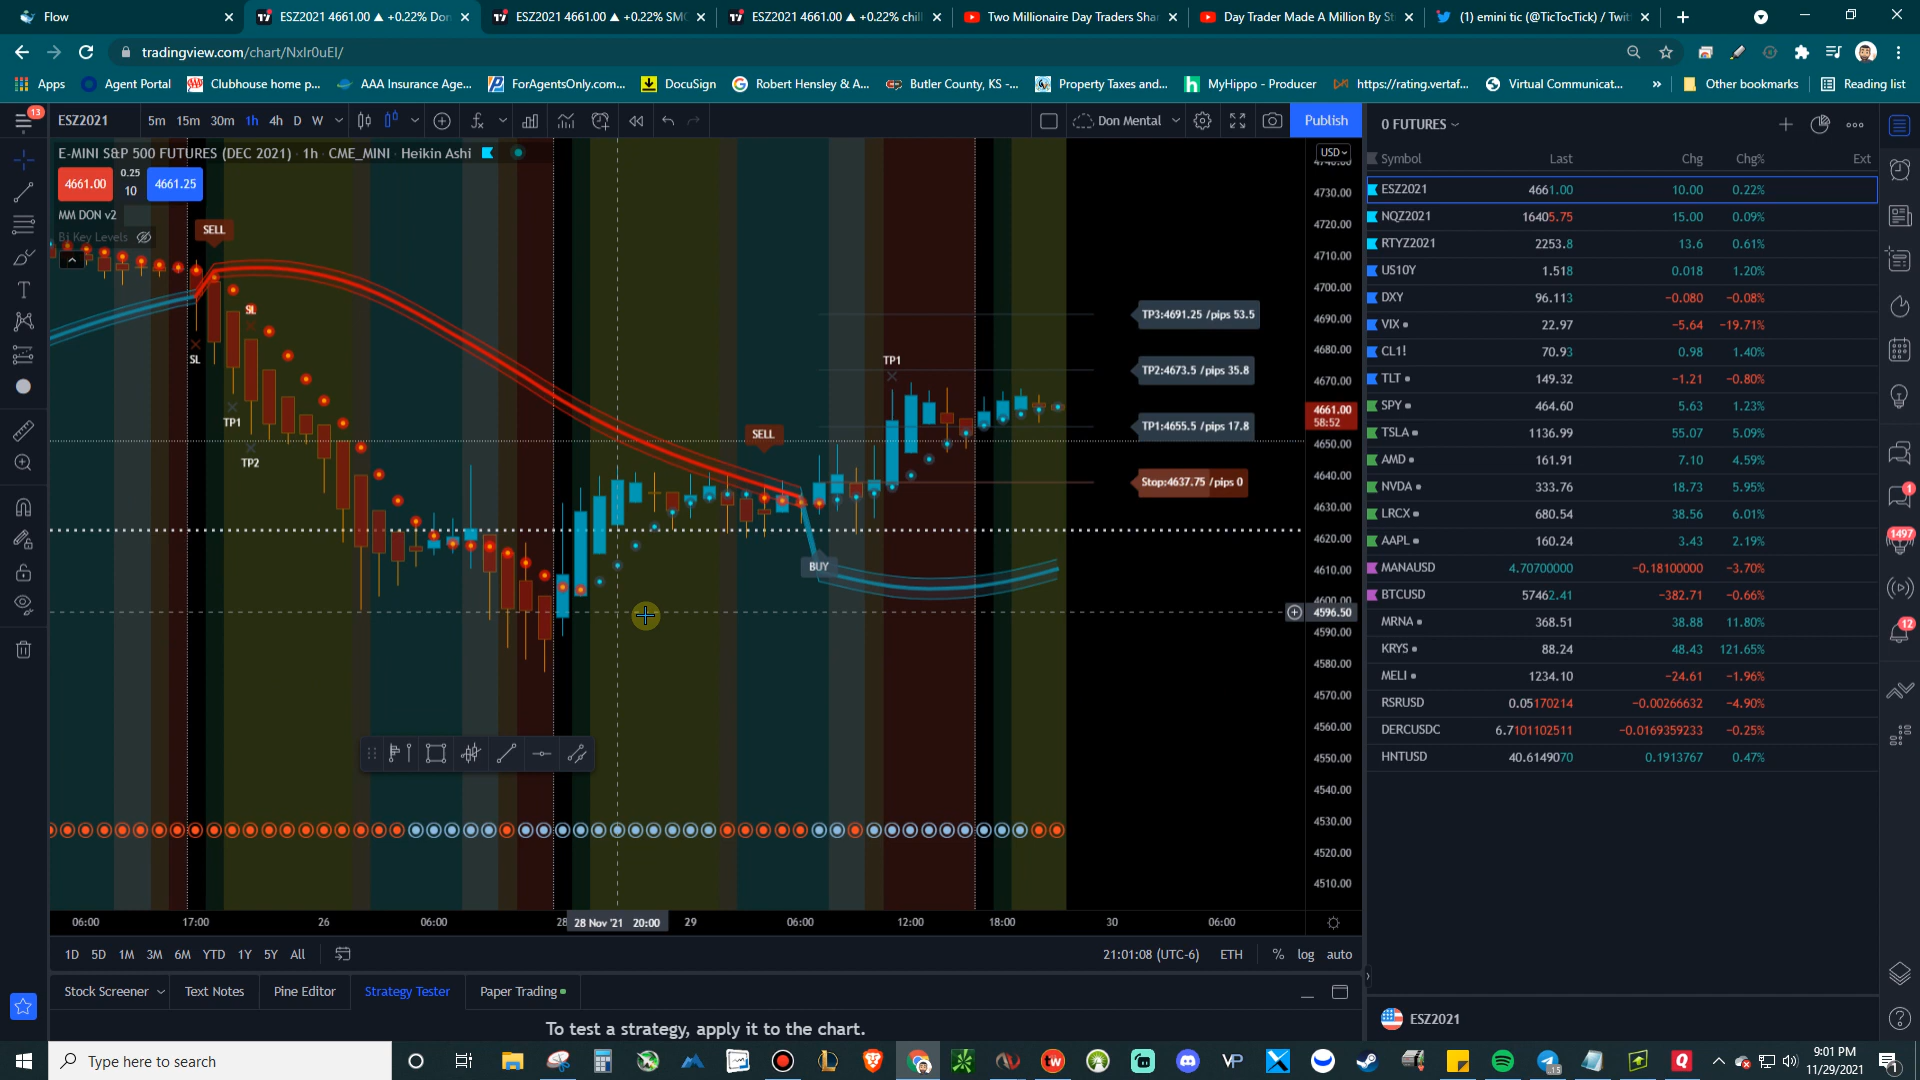 Flow
ESZ2021 4661.00 ▲ +0.22% Don
ESZ2021 4661.00 ▲ +0.22% SMC
ESZ2021 4661.00 ▲ +0.22% chil
Two Millionaire Day Traders Sha
Day Trader Made A Million By St
(1) emini tic (@TicTocTick) / Twit
tradingview.com/chart/NxIr0uEI/
Apps
Agent Portal
Clubhouse home p...
AAA Insurance Age...
ForAgentsOnly.com...
DocuSign
Robert Hensley & A...
Butler County, KS -...
Property Taxes and...
MyHippo - Producer
https://rating.vertaf...
Virtual Communicat...
»
Other bookmarks
Reading list
13
ESZ2021
5m 15m 30m 1h 4h D W
Don Mental
Publish
0 FUTURES
E-MINI S&P 500 FUTURES (DEC 2021) · 1h · CME_MINI · Heikin Ashi
4661.00
0.25
10
4661.25
MM DON v2
Bj Key Levels
USD
4740.00
4730.00
4720.00
4710.00
4700.00
4690.00
4680.00
4670.00
4661.00
58:52
4650.00
4640.00
4630.00
4620.00
4610.00
4600.00
4596.50
4590.00
4580.00
4570.00
4560.00
4550.00
4540.00
4530.00
4520.00
4510.00
SELL
SL
SL
TP1
TP2
SELL
BUY
TP1
TP3:4691.25 /pips 53.5
TP2:4673.5 /pips 35.8
TP1:4655.5 /pips 17.8
Stop:4637.75 /pips 0
06:00 17:00 26 06:00 28 28 Nov '21 20:00 29 06:00 12:00 18:00 30 06:00
1D 5D 1M 3M 6M YTD 1Y 5Y All
21:01:08 (UTC-6) ETH % log auto
Stock Screener Text Notes Pine Editor Strategy Tester Paper Trading
To test a strategy, apply it to the chart.
Symbol Last Chg Chg% Ext
ESZ2021 4661.00 10.00 0.22%
NQZ2021 16405.75 15.00 0.09%
RTYZ2021 2253.8 13.6 0.61%
US10Y 1.518 0.018 1.20%
DXY 96.113 −0.080 −0.08%
VIX 22.97 −5.64 −19.71%
CL1! 70.93 0.98 1.40%
TLT 149.32 −1.21 −0.80%
SPY 464.60 5.63 1.23%
TSLA 1136.99 55.07 5.09%
AMD 161.91 7.10 4.59%
NVDA 333.76 18.73 5.95%
LRCX 680.54 38.56 6.01%
AAPL 160.24 3.43 2.19%
MANAUSD 4.70700000 −0.18100000 −3.70%
BTCUSD 57462.41 −382.71 −0.66%
MRNA 368.51 38.88 11.80%
KRYS 88.24 48.43 121.65%
MELI 1234.10 −24.61 −1.96%
RSRUSD 0.05170214 −0.00266632 −4.90%
DERCUSDC 6.7101102511 −0.0169359233 −0.25%
HNTUSD 40.6149070 0.1913767 0.47%
1
1497
12
ESZ2021
Type here to search
VP
15
9:01 PM
11/29/2021
1